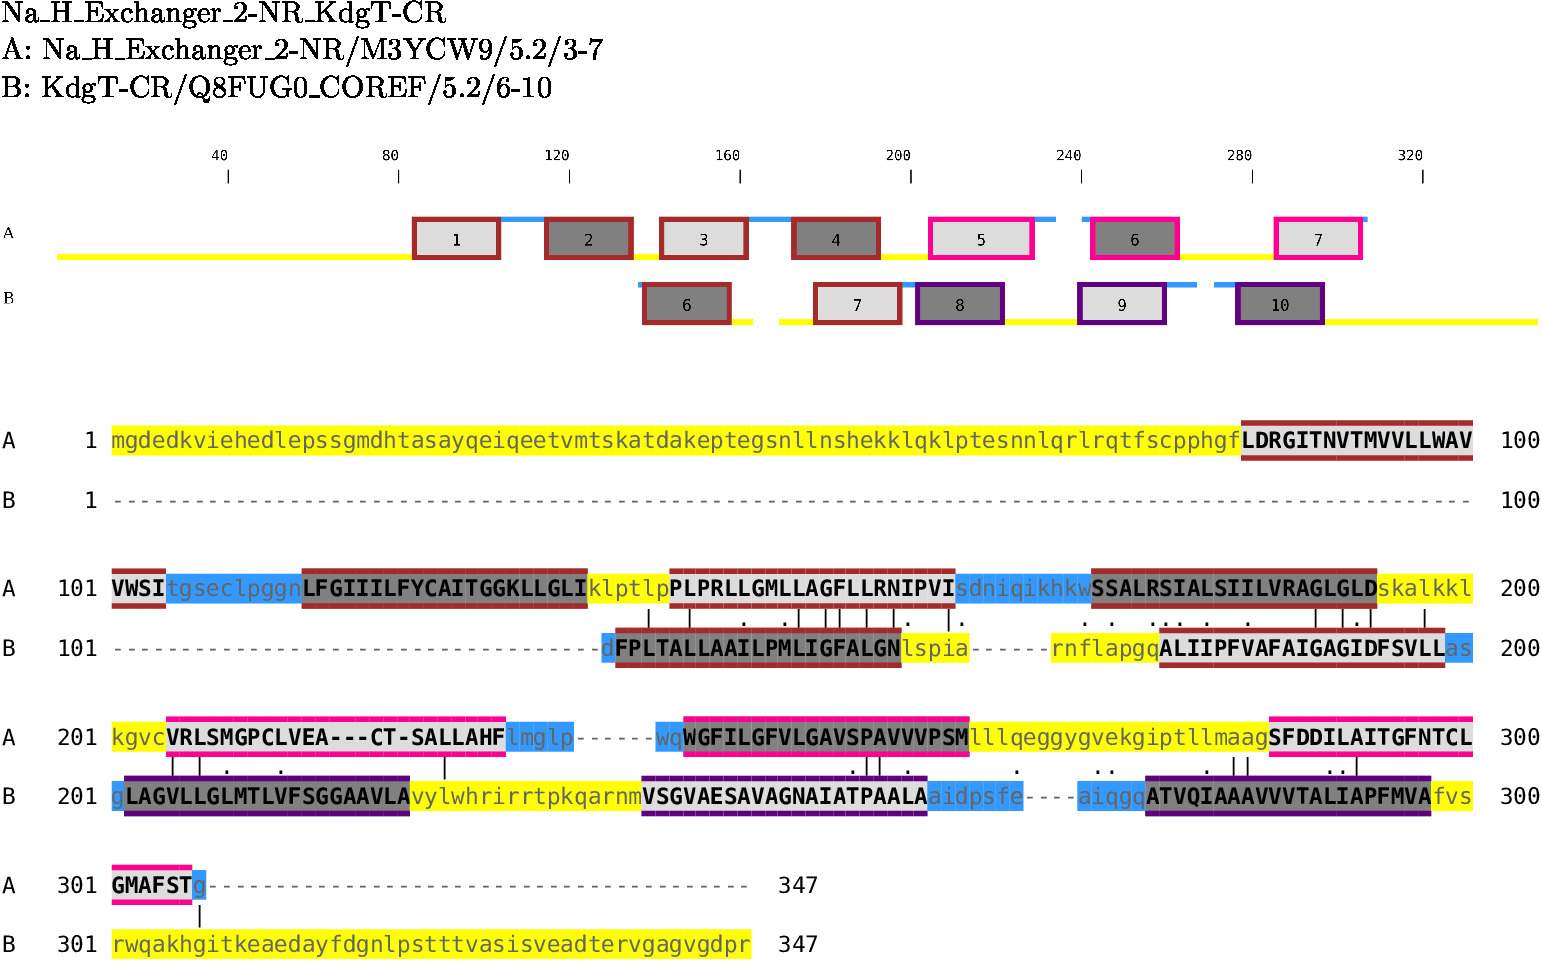 Na_H_Exchanger_2-NR_KdgT-CR
A: Na_H_Exchanger_2-NR/M3YCW9/5.2/3-7
B: KdgT-CR/Q8FUG0_COREF/5.2/6-10
40 80 120 160 200 240 280 320
A 1 2 3 4 5 6 7
B 6 7 8 9 10
A 1 mgdedkviehedlepssgmdhtasayqeiqeetvmtskatdakeptegsnllnshekklqklptesnnlqrlrqtfscpphgfLDRGITNVTMVVLLWAV 100
B 1 ---------------------------------------------------------------------------------------------------- 100
A 101 VWSItgseclpggnLFGIIILFYCAITGGKLLGLIklptlpPLPRLLGMLLAGFLLRNIPVIsdniqikhkwSSALRSIALSIILVRAGLGLDskalkkl 200
B 101 ------------------------------------dFPLTALLAAILPMLIGFALGNlspia------rnflapgqALIIPFVAFAIGAGIDFSVLLas 200
A 201 kgvcVRLSMGPCLVEA---CT-SALLAHFlmglp------wqWGFILGFVLGAVSPAVVVPSMlllqeggygvekgiptllmaagSFDDILAITGFNTCL 300
B 201 gLAGVLLGLMTLVFSGGAAVLAvylwhrirrtpkqarnmVSGVAESAVAGNAIATPAALAaidpsfe----aiqgqATVQIAAAVVVTALIAPFMVAfvs 300
A 301 GMAFSTg---------------------------------------- 347
B 301 rwqakhgitkeaedayfdgnlpstttvasisveadtervgagvgdpr 347